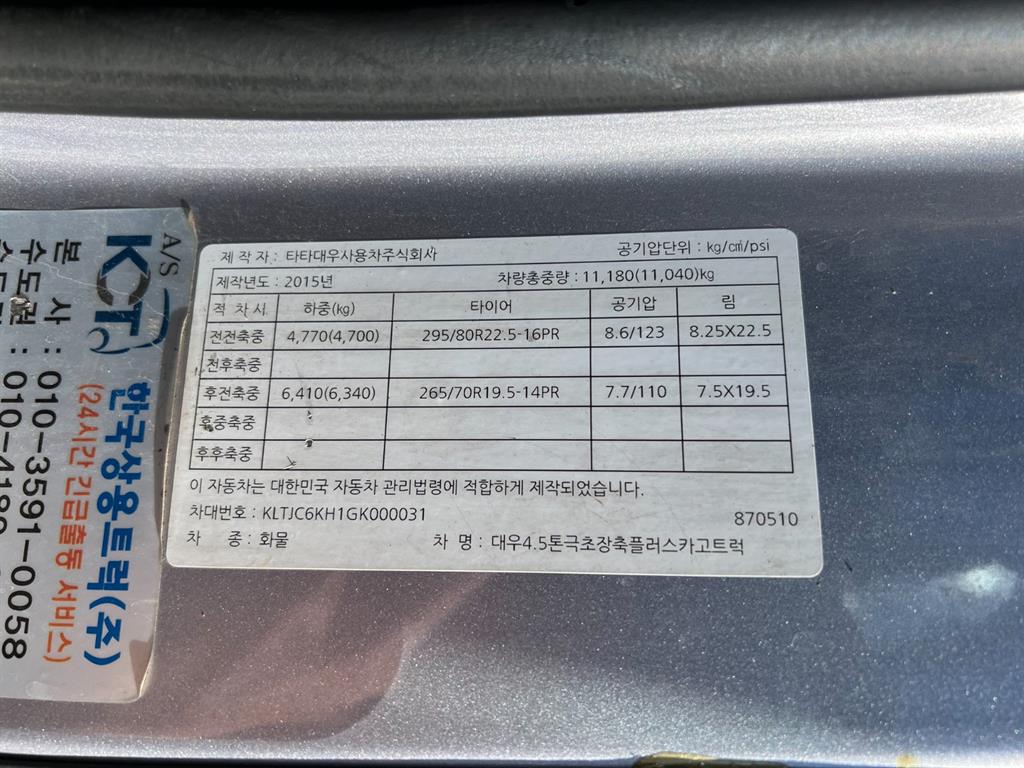 제 작 자 : 타타대우사용차주식회사 공기압단위 : kg/cm²/psi
제작년도 : 2015년 차량총중량 : 11,180(11,040)kg
적 차 시 하중(kg) 타이어 공기압 림
전전축중 4,770(4,700) 295/80R22.5-16PR 8.6/123 8.25X22.5
전후축중
후전축중 6,410(6,340) 265/70R19.5-14PR 7.7/110 7.5X19.5
후중축중
후후축중
이 자동차는 대한민국 자동차 관리법령에 적합하게 제작되었습니다.
차대번호 : KLTJC6KH1GK000031 870510
차 종 : 화물 차 명 : 대우4.5톤극초장축플러스카고트럭
A/S
KCT 한국상용트럭(주)
(24시간 긴급출동 서비스)
본 사 : 010-3591-0058
수도권 :